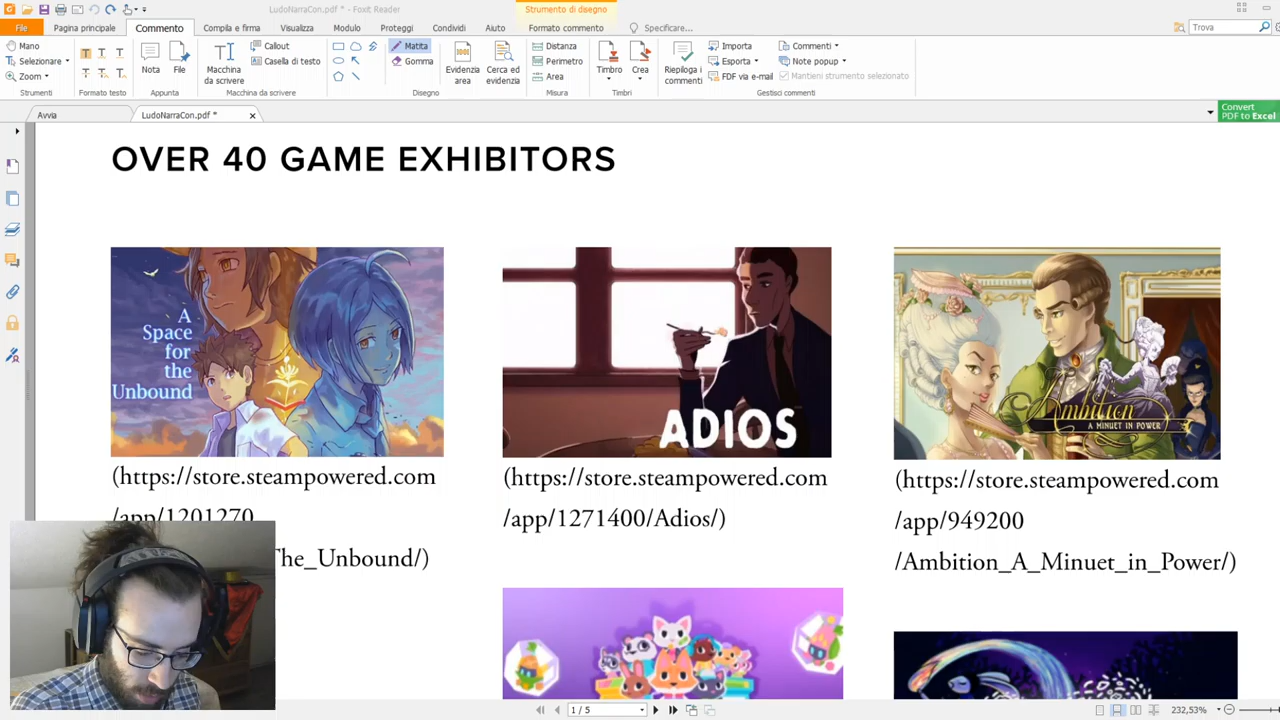 LudoNarraCon.pdf * - Foxit Reader
Strumento di disegno
File
Pagina principale
Commento
Compila e firma
Visualizza
Modulo
Proteggi
Condividi
Aiuto
Formato commento
Specificare...
Trova
Mano
Selezionare
Zoom
Strumenti
T T T
T T T
Formato testo
Nota
File
Appunta
Macchina da scrivere
Callout
Casella di testo
Macchina da scrivere
Matita
Gomma
Disegno
Evidenzia area
Cerca ed evidenzia
Distanza
Perimetro
Area
Misura
Timbro
Crea
Timbri
Riepiloga i commenti
Importa
Esporta
FDF via e-mail
Commenti
Note popup
Mantieni strumento selezionato
Gestisci commenti
Avvia
LudoNarraCon.pdf *
Convert
PDF to Excel
OVER 40 GAME EXHIBITORS
A
Space
for
the
Unbound
ADIOS
Ambition
A MINUET IN POWER
(https://store.steampowered.com
/app/1201270
The_Unbound/)
(https://store.steampowered.com
/app/1271400/Adios/)
(https://store.steampowered.com
/app/949200
/Ambition_A_Minuet_in_Power/)
1 / 5
232,53%